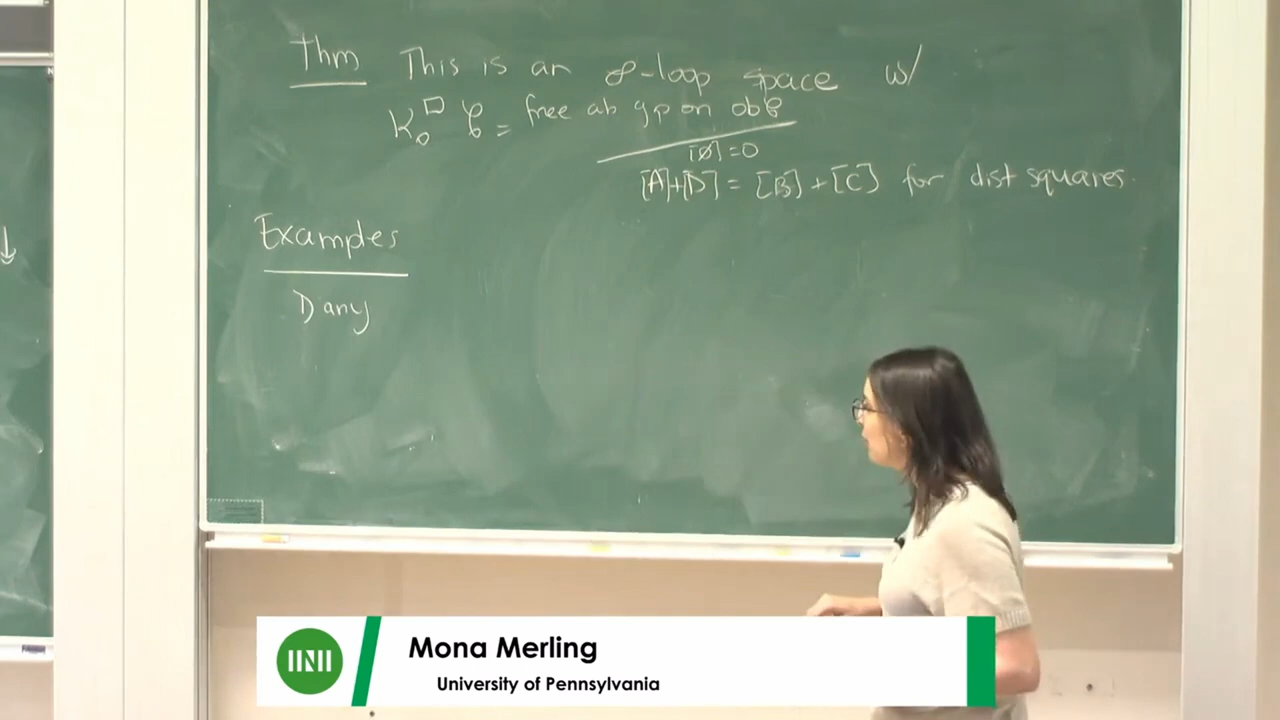 Thm This is an ∞-loop space w/
K₀^□ 𝒞 = free ab gp on ob𝒞
[∅]=0
[A]+[D] = [B]+[C] for dist squares.
Examples
D any
Mona Merling
University of Pennsylvania